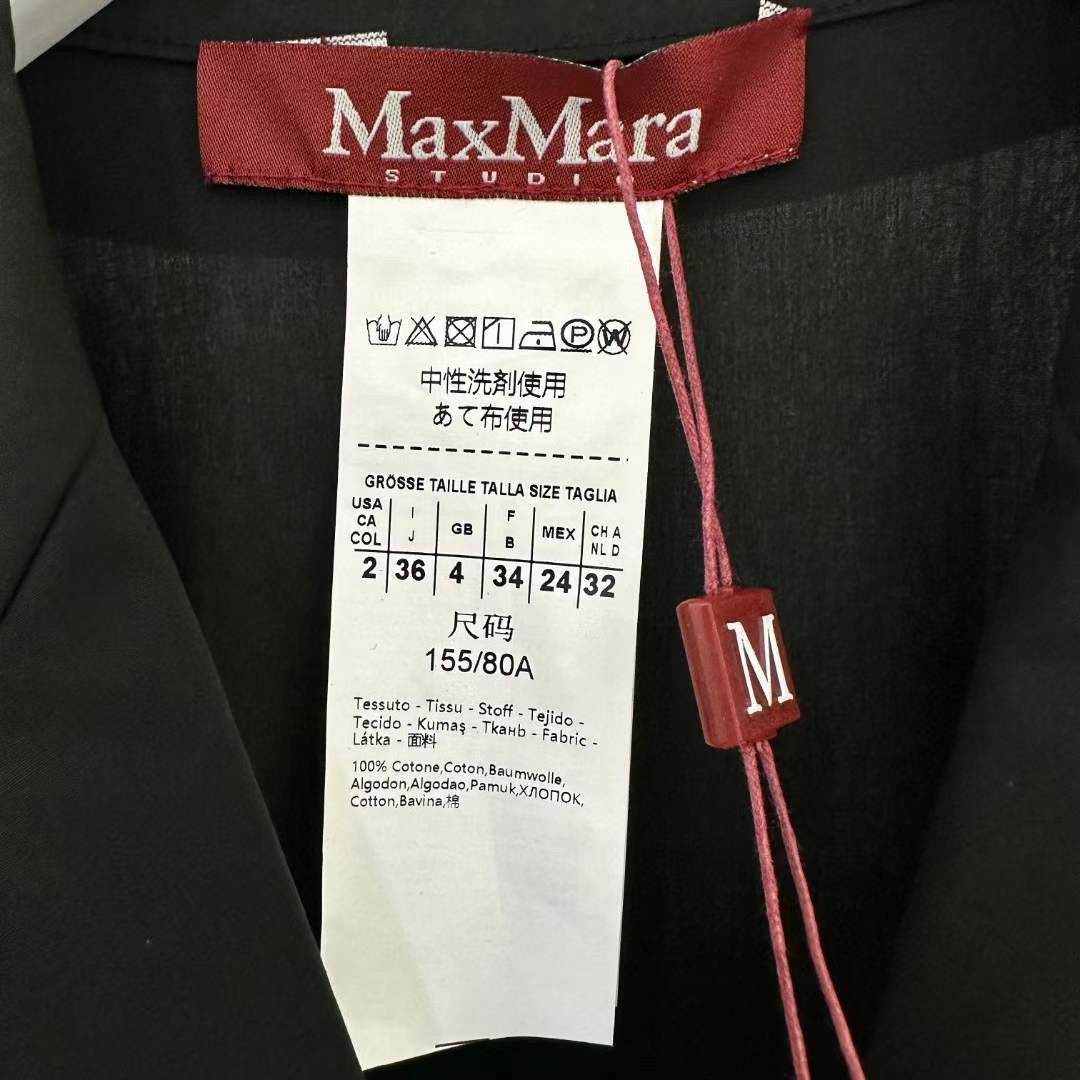 MaxMara
STUDI
P W
中性洗剤使用
あて布使用
GRÖSSE TAILLE TALLA SIZE TAGLIA
USA CA COL I J GB F B MEX CH A NL D
2 36 4 34 24 32
尺码
155/80A
Tessuto - Tissu - Stoff - Tejido -
Tecido - Kumaş - Ткань - Fabric -
Látka - 面料
100% Cotone,Coton,Baumwolle,
Algodon,Algodao,Pamuk,ХЛОПОК,
Cotton,Bavina,棉
M